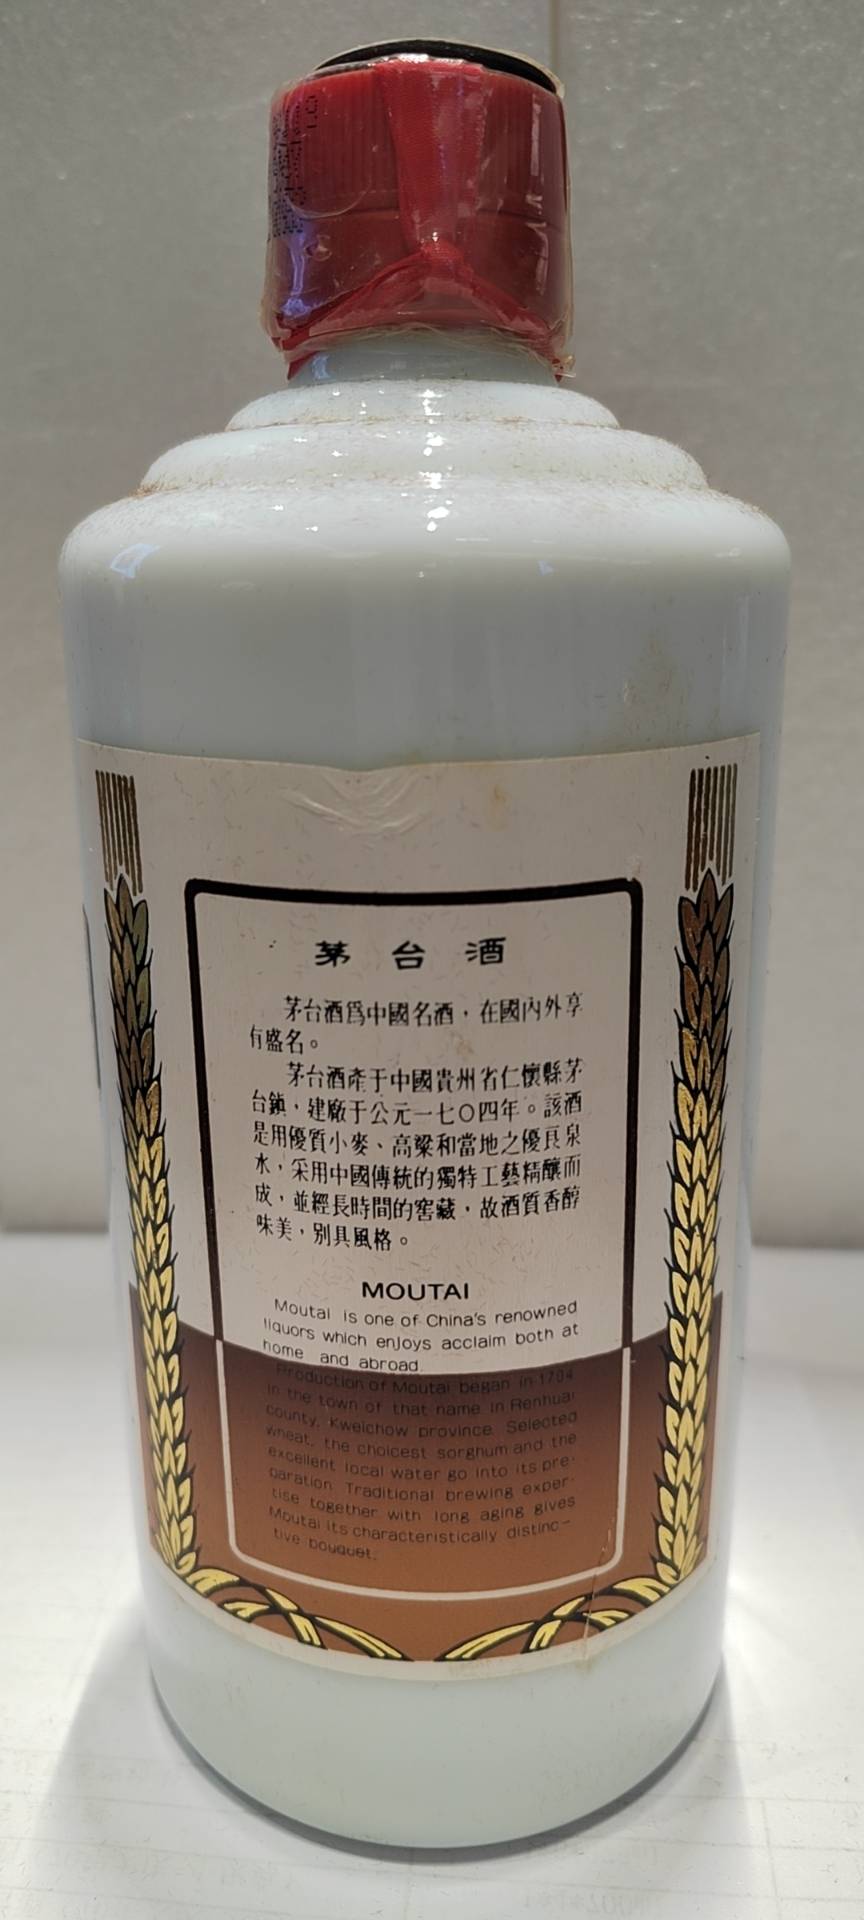 茅台酒
茅台酒爲中國名酒，在國內外享
有盛名。
茅台酒產于中國貴州省仁懷縣茅
台鎮，建廠于公元一七〇四年。該酒
是用優質小麥、高粱和當地之優良泉
水，采用中國傳統的獨特工藝精釀而
成，並經長時間的窖藏，故酒質香醇
味美，別具風格。
MOUTAI
Moutai is one of China's renowned
liquors which enjoys acclaim both at
home and abroad.
Production of Moutai began in 1704
in the town of that name in Renhuai
county, Kweichow province. Selected
wheat, the choicest sorghum and the
excellent local water go into its pre-
paration. Traditional brewing exper-
tise together with long aging gives
Moutai its characteristically distinc-
tive bouquet.